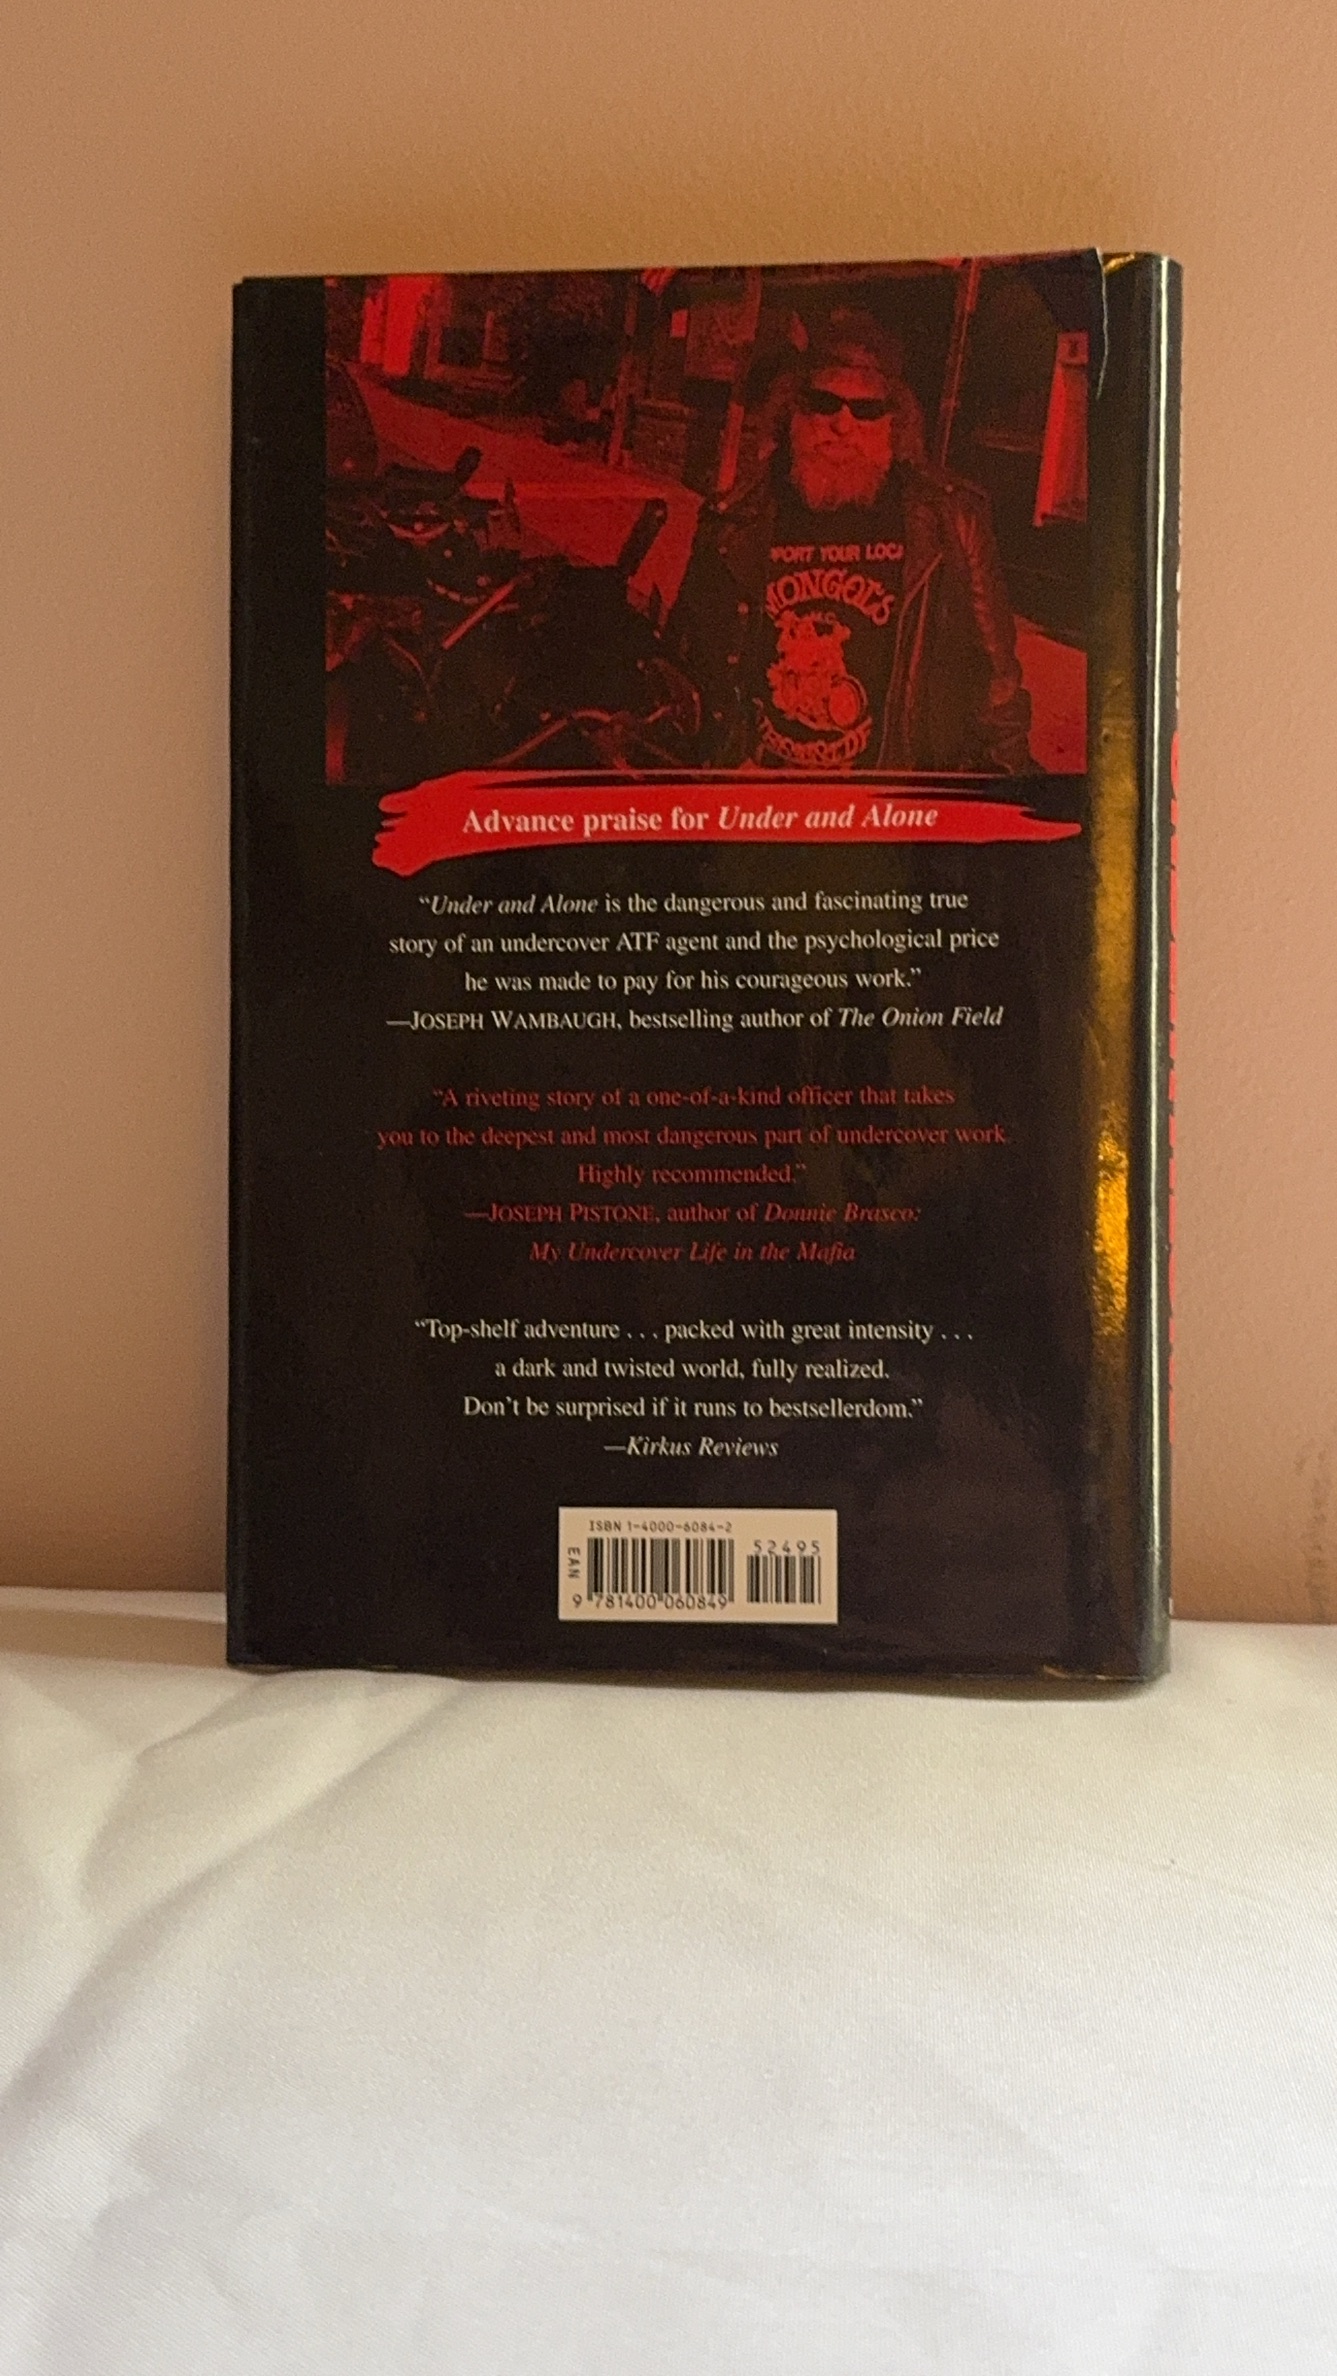 PORT YOUR LOCA
MONGOLS
M.C.
Advance praise for Under and Alone
“Under and Alone is the dangerous and fascinating true
story of an undercover ATF agent and the psychological price
he was made to pay for his courageous work.”
—JOSEPH WAMBAUGH, bestselling author of The Onion Field
“A riveting story of a one-of-a-kind officer that takes
you to the deepest and most dangerous part of undercover work.
Highly recommended.”
—JOSEPH PISTONE, author of Donnie Brasco:
My Undercover Life in the Mafia
“Top-shelf adventure . . . packed with great intensity . . .
a dark and twisted world, fully realized.
Don’t be surprised if it runs to bestsellerdom.”
—Kirkus Reviews
ISBN 1-4000-6084-2
52495
EAN
9 781400 060849